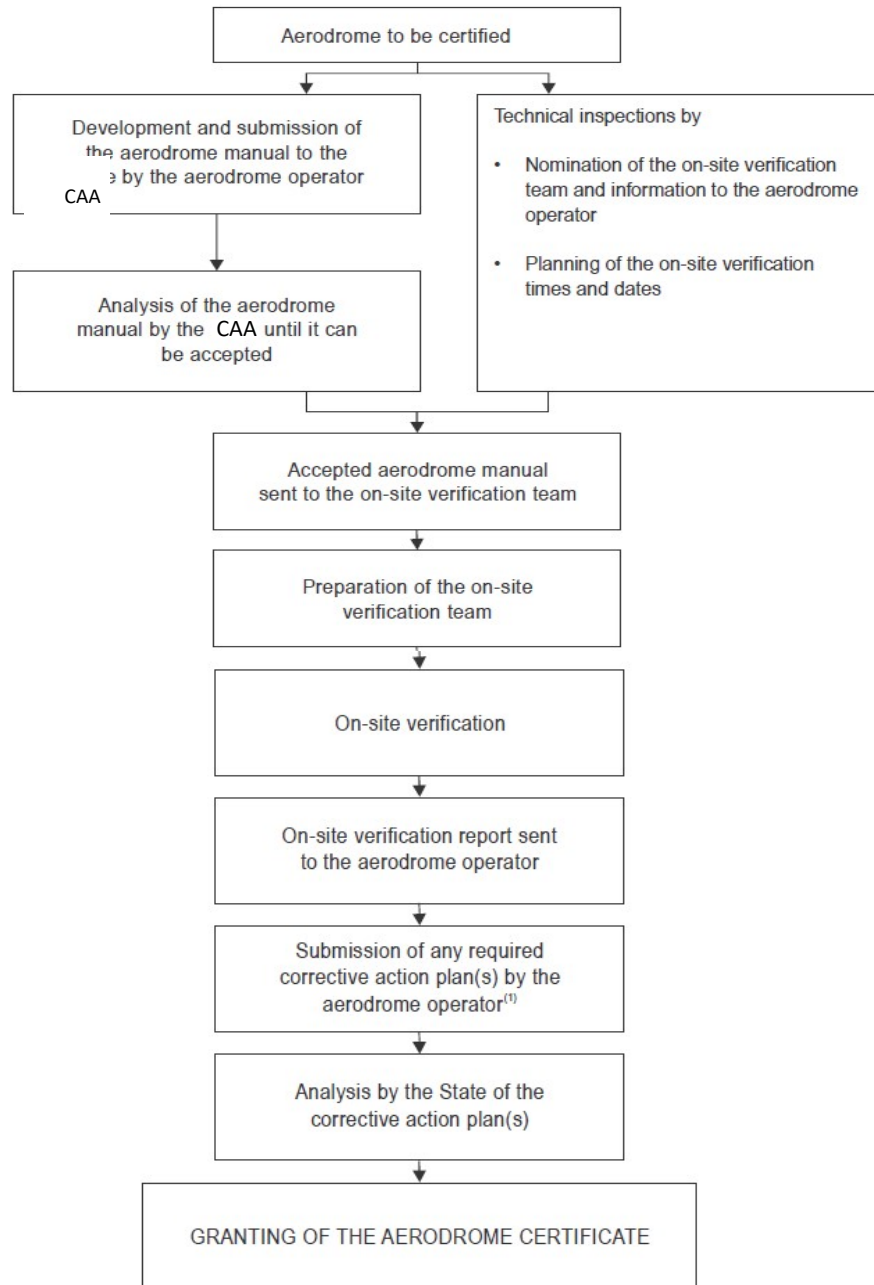 Aerodrome to be certified
Development and submission of
the aerodrome manual to the
e by the aerodrome operator
CAA
Analysis of the aerodrome
manual by the CAA until it can
be accepted
Technical inspections by
• Nomination of the on-site verification
team and information to the aerodrome
operator
• Planning of the on-site verification
times and dates
Accepted aerodrome manual
sent to the on-site verification team
Preparation of the on-site
verification team
On-site verification
On-site verification report sent
to the aerodrome operator
Submission of any required
corrective action plan(s) by the
aerodrome operator(1)
Analysis by the State of the
corrective action plan(s)
GRANTING OF THE AERODROME CERTIFICATE